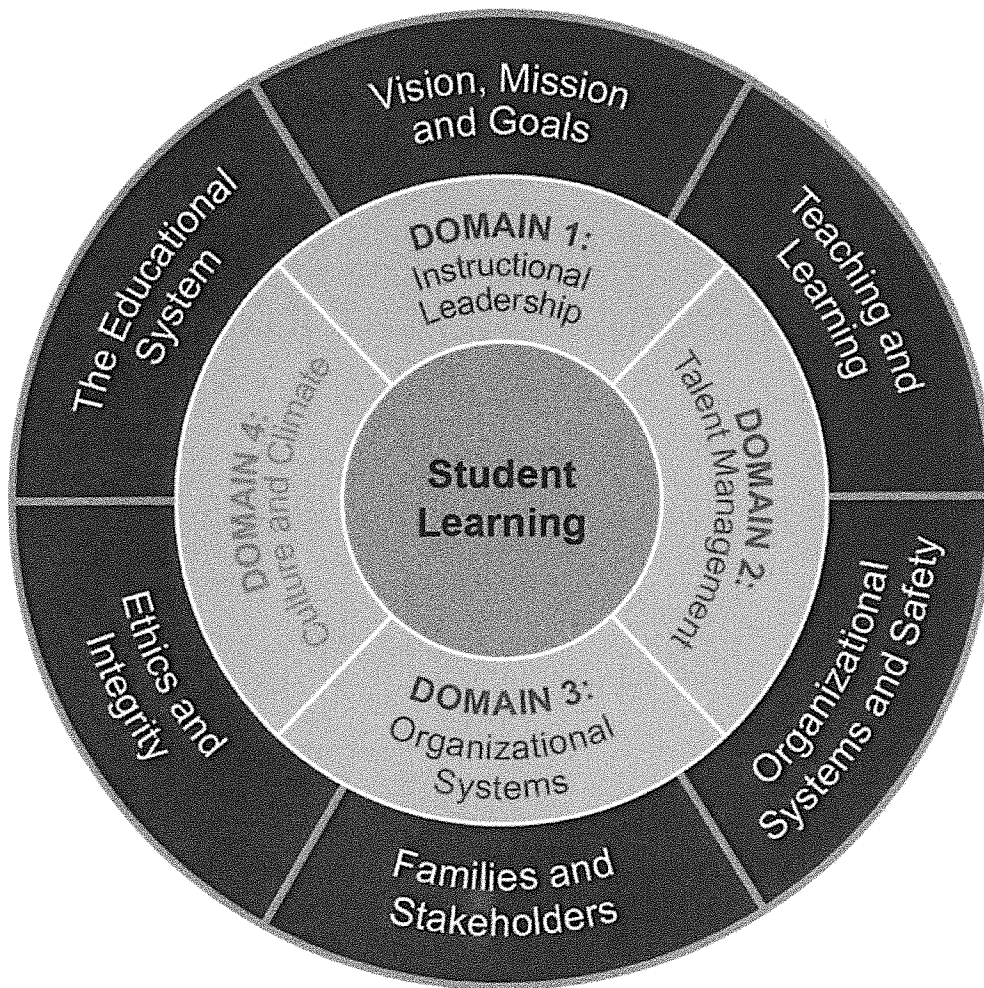 Vision, Mission
and Goals
Teaching and
Learning
Organizational
Systems and Safety
Families and
Stakeholders
Ethics and
Integrity
The Educational
System
DOMAIN 1:
Instructional
Leadership
DOMAIN 2:
Talent Management
DOMAIN 3:
Organizational
Systems
DOMAIN 4:
Culture and Climate
Student
Learning